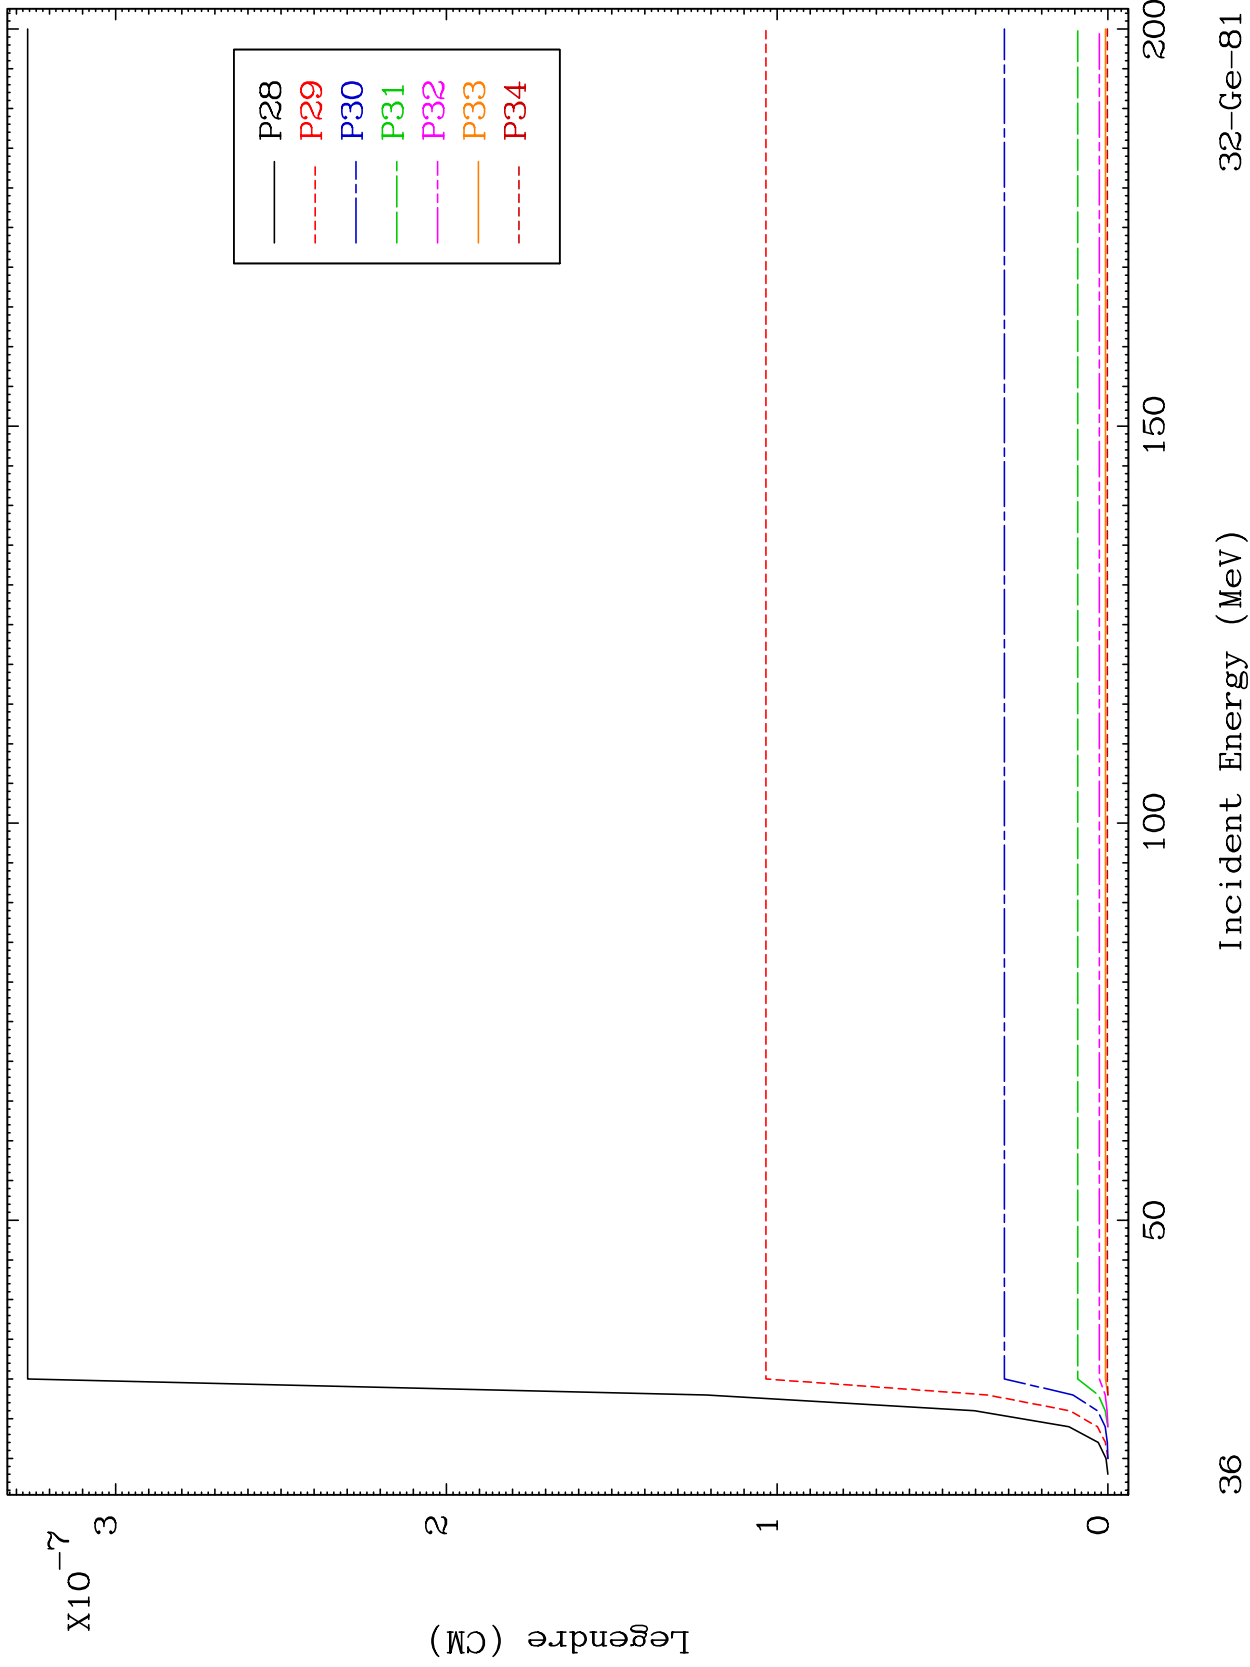 X10-7
3
2
1
0
Legendre (CM)
P28
P29
P30
P31
P32
P33
P34
50
100
150
200
Incident Energy (MeV)
36
32-Ge-81